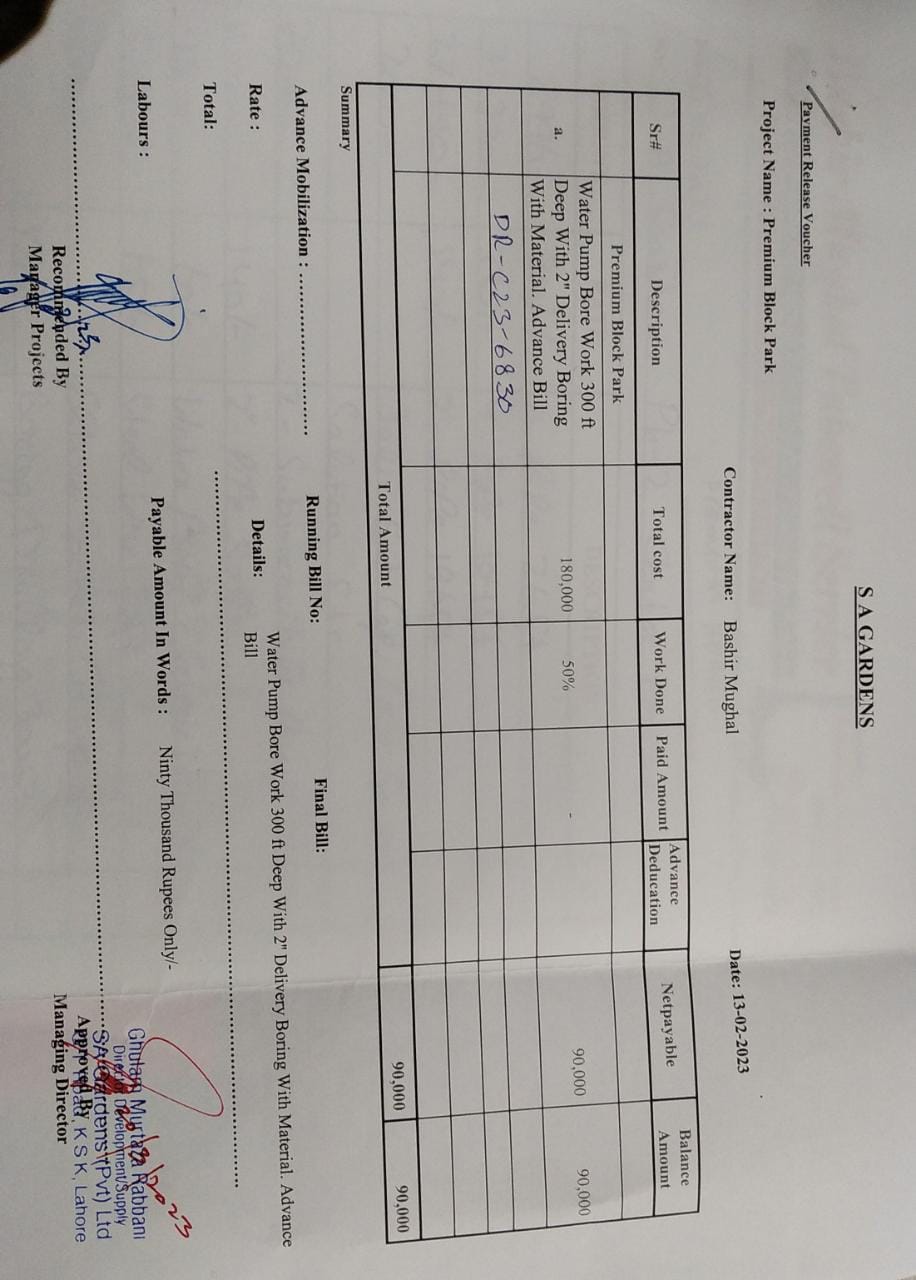 S A GARDENS
Payment Release Voucher
Project Name : Premium Block Park
Contractor Name: Bashir Mughal
Date: 13-02-2023
Sr# Description Total cost Work Done Paid Amount Advance Deducation Netpayable Balance Amount
Premium Block Park
a. Water Pump Bore Work 300 ft Deep With 2" Delivery Boring With Material. Advance Bill 180,000 50% - 90,000 90,000
DR-C23-6830
Total Amount 90,000 90,000
Summary
Advance Mobilization : .................... Running Bill No: Final Bill:
Rate : Details: Water Pump Bore Work 300 ft Deep With 2" Delivery Boring With Material. Advance
Bill
Total:
Labours : Payable Amount In Words : Ninty Thousand Rupees Only/-
Recommended By
Manager Projects
Ghulam Murtaza Rabbani
Director Development/Supply
SA Gardens (Pvt) Ltd
K S K, Lahore
Approved By
Managing Director